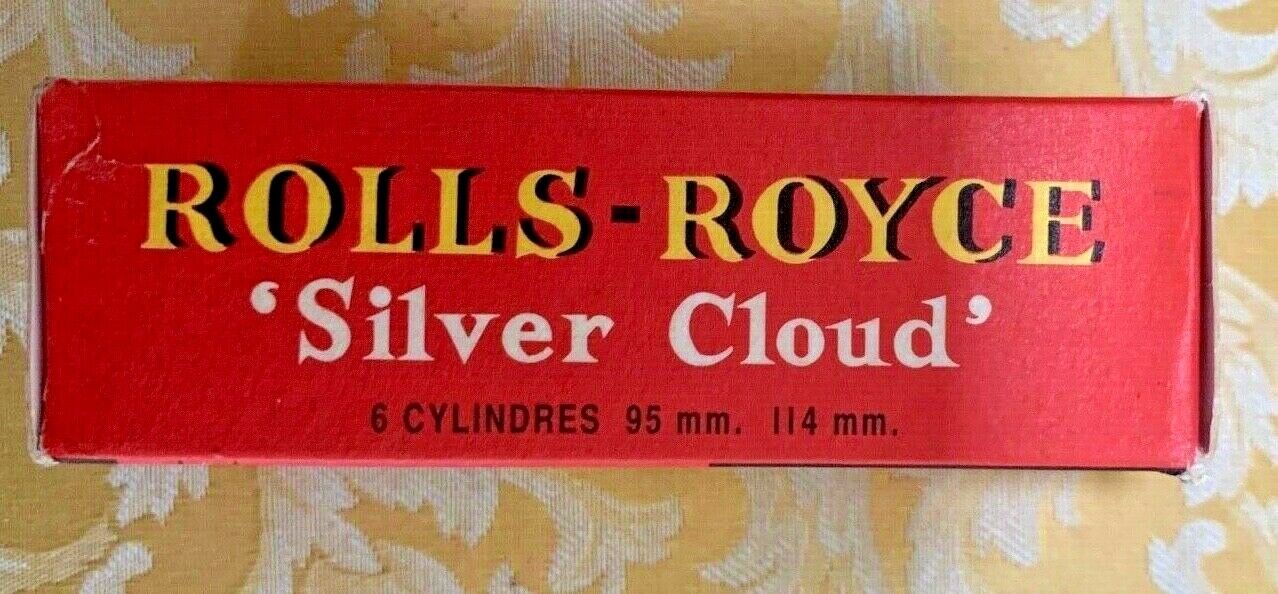 ROLLS-ROYCE
‘Silver Cloud’
6 CYLINDRES 95 mm. 114 mm.